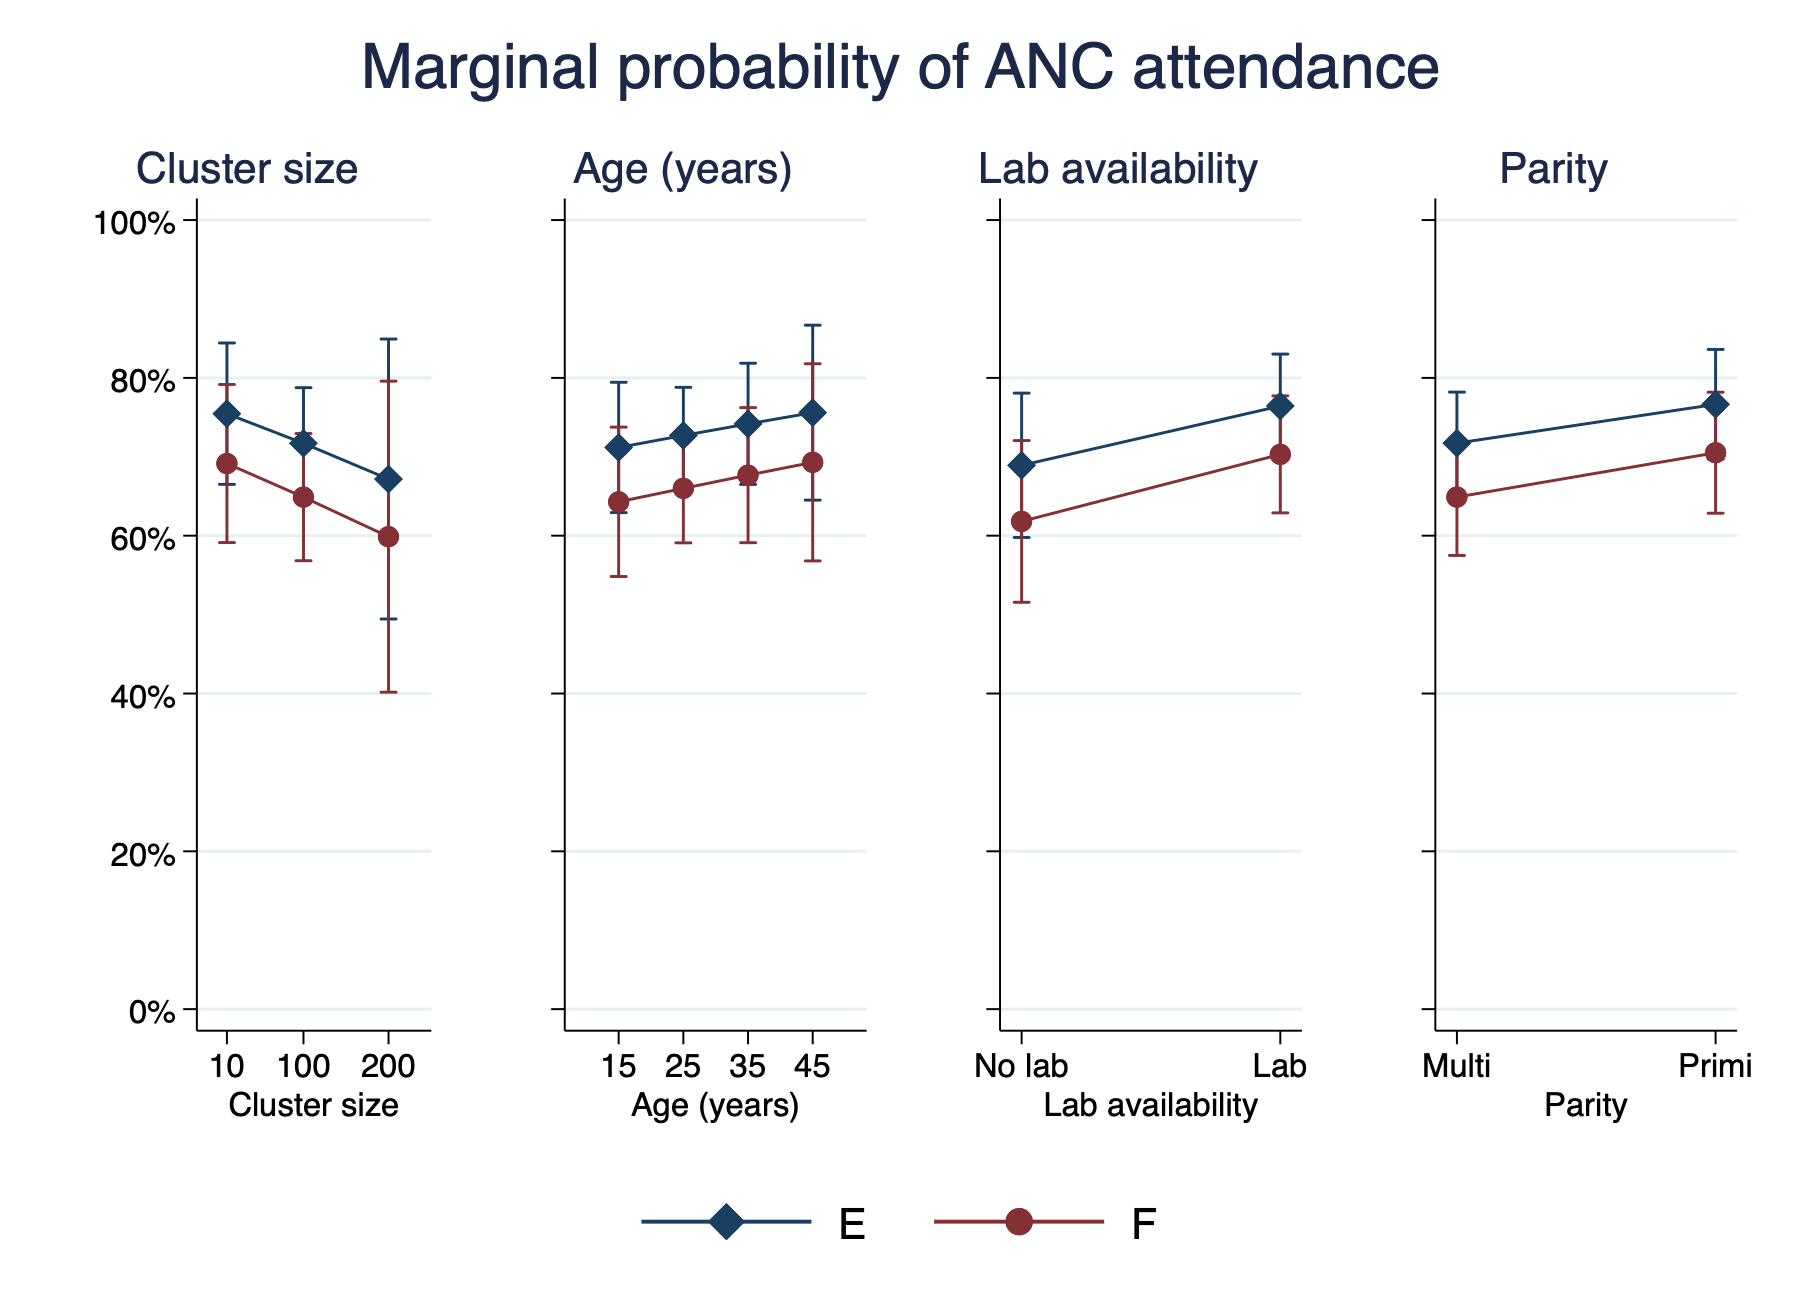 Marginal probability of ANC attendance
Cluster size
Age (years)
Lab availability
Parity
100%
80%
60%
40%
20%
0%
10 100 200
Cluster size
15 25 35 45
Age (years)
No lab Lab
Lab availability
Multi Primi
Parity
E F